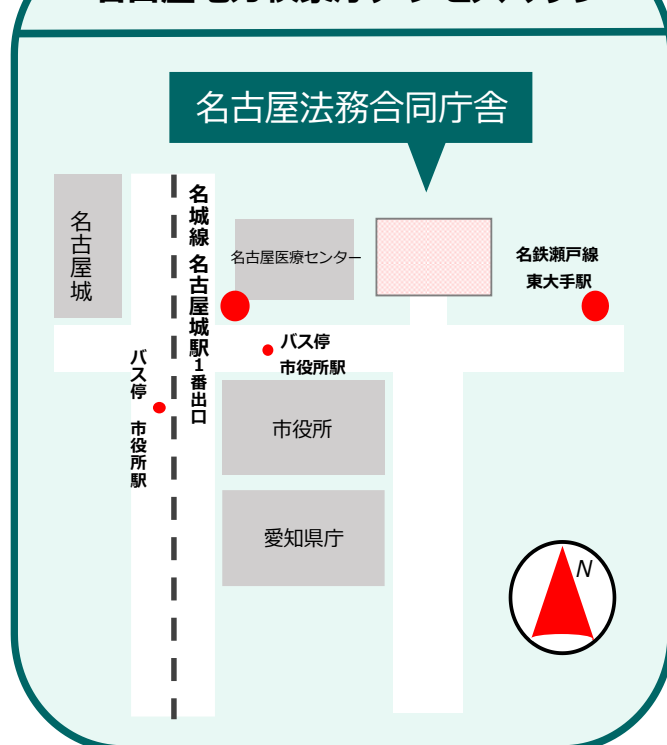 名古屋法務合同庁舎
名古屋城
名城線 名古屋城駅1番出口
名古屋医療センター
名鉄瀬戸線
東大手駅
バス停
市役所駅
バス停 市役所駅
市役所
愛知県庁
N